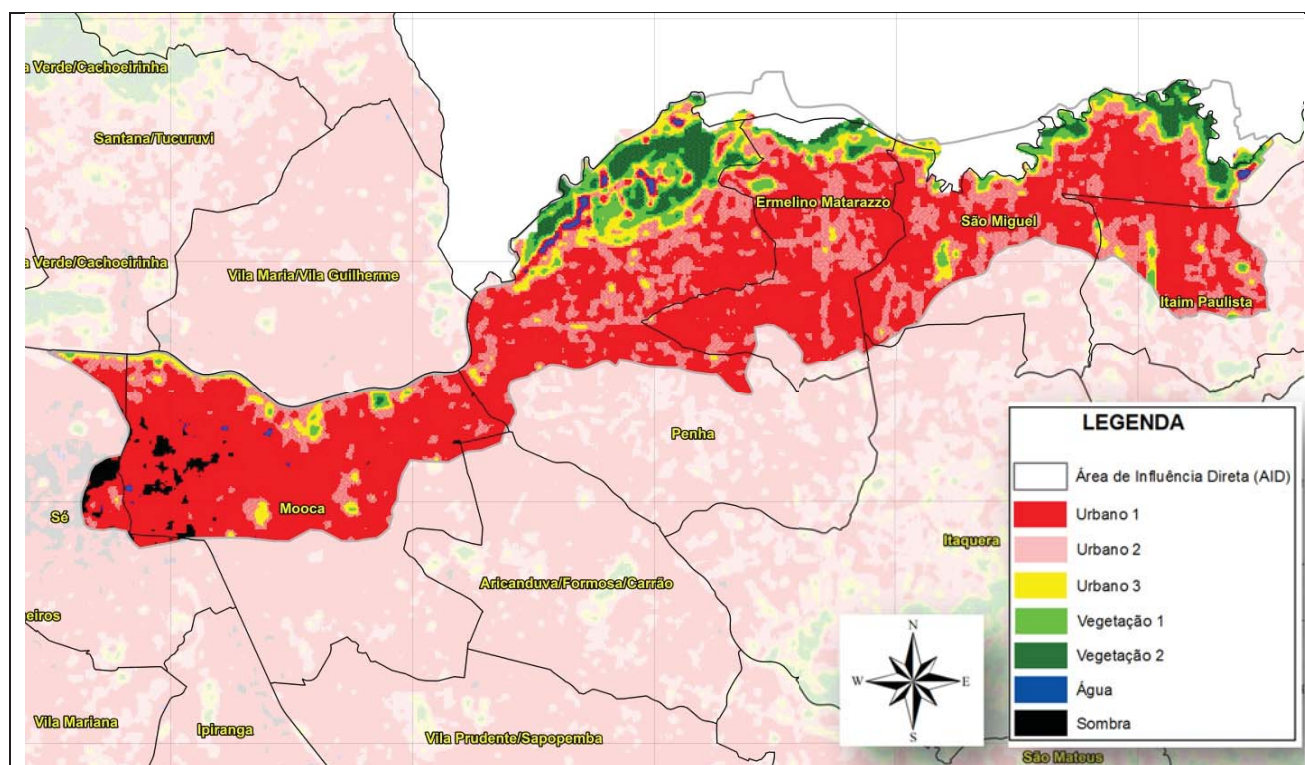 a Verde/Cachoeirinha
Santana/Tucuruvi
Ermelino Matarazzo
São Miguel
a Verde/Cachoeirinha
Vila Maria/Vila Guilherme
Itaim Paulista
Penha
Sé
Mooca
Itaquera
Aricanduva/Formosa/Carrão
eiros
Vila Mariana
Ipiranga
Vila Prudente/Sapopemba
São Mateus
N
W
E
S
LEGENDA
Área de Influência Direta (AID)
Urbano 1
Urbano 2
Urbano 3
Vegetação 1
Vegetação 2
Água
Sombra